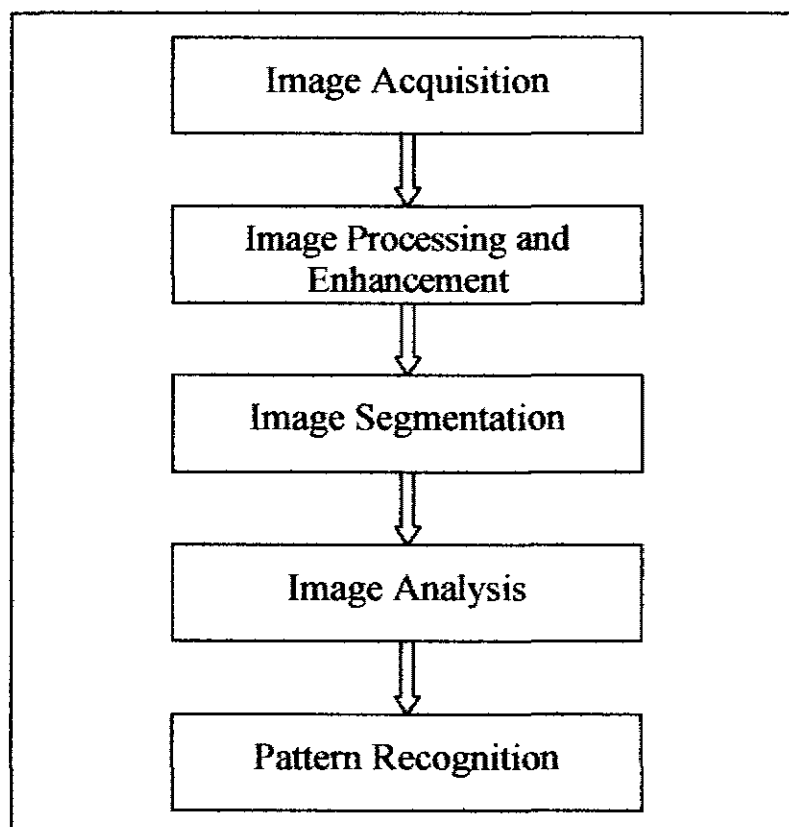 Image Acquisition
Image Processing and
Enhancement
Image Segmentation
Image Analysis
Pattern Recognition